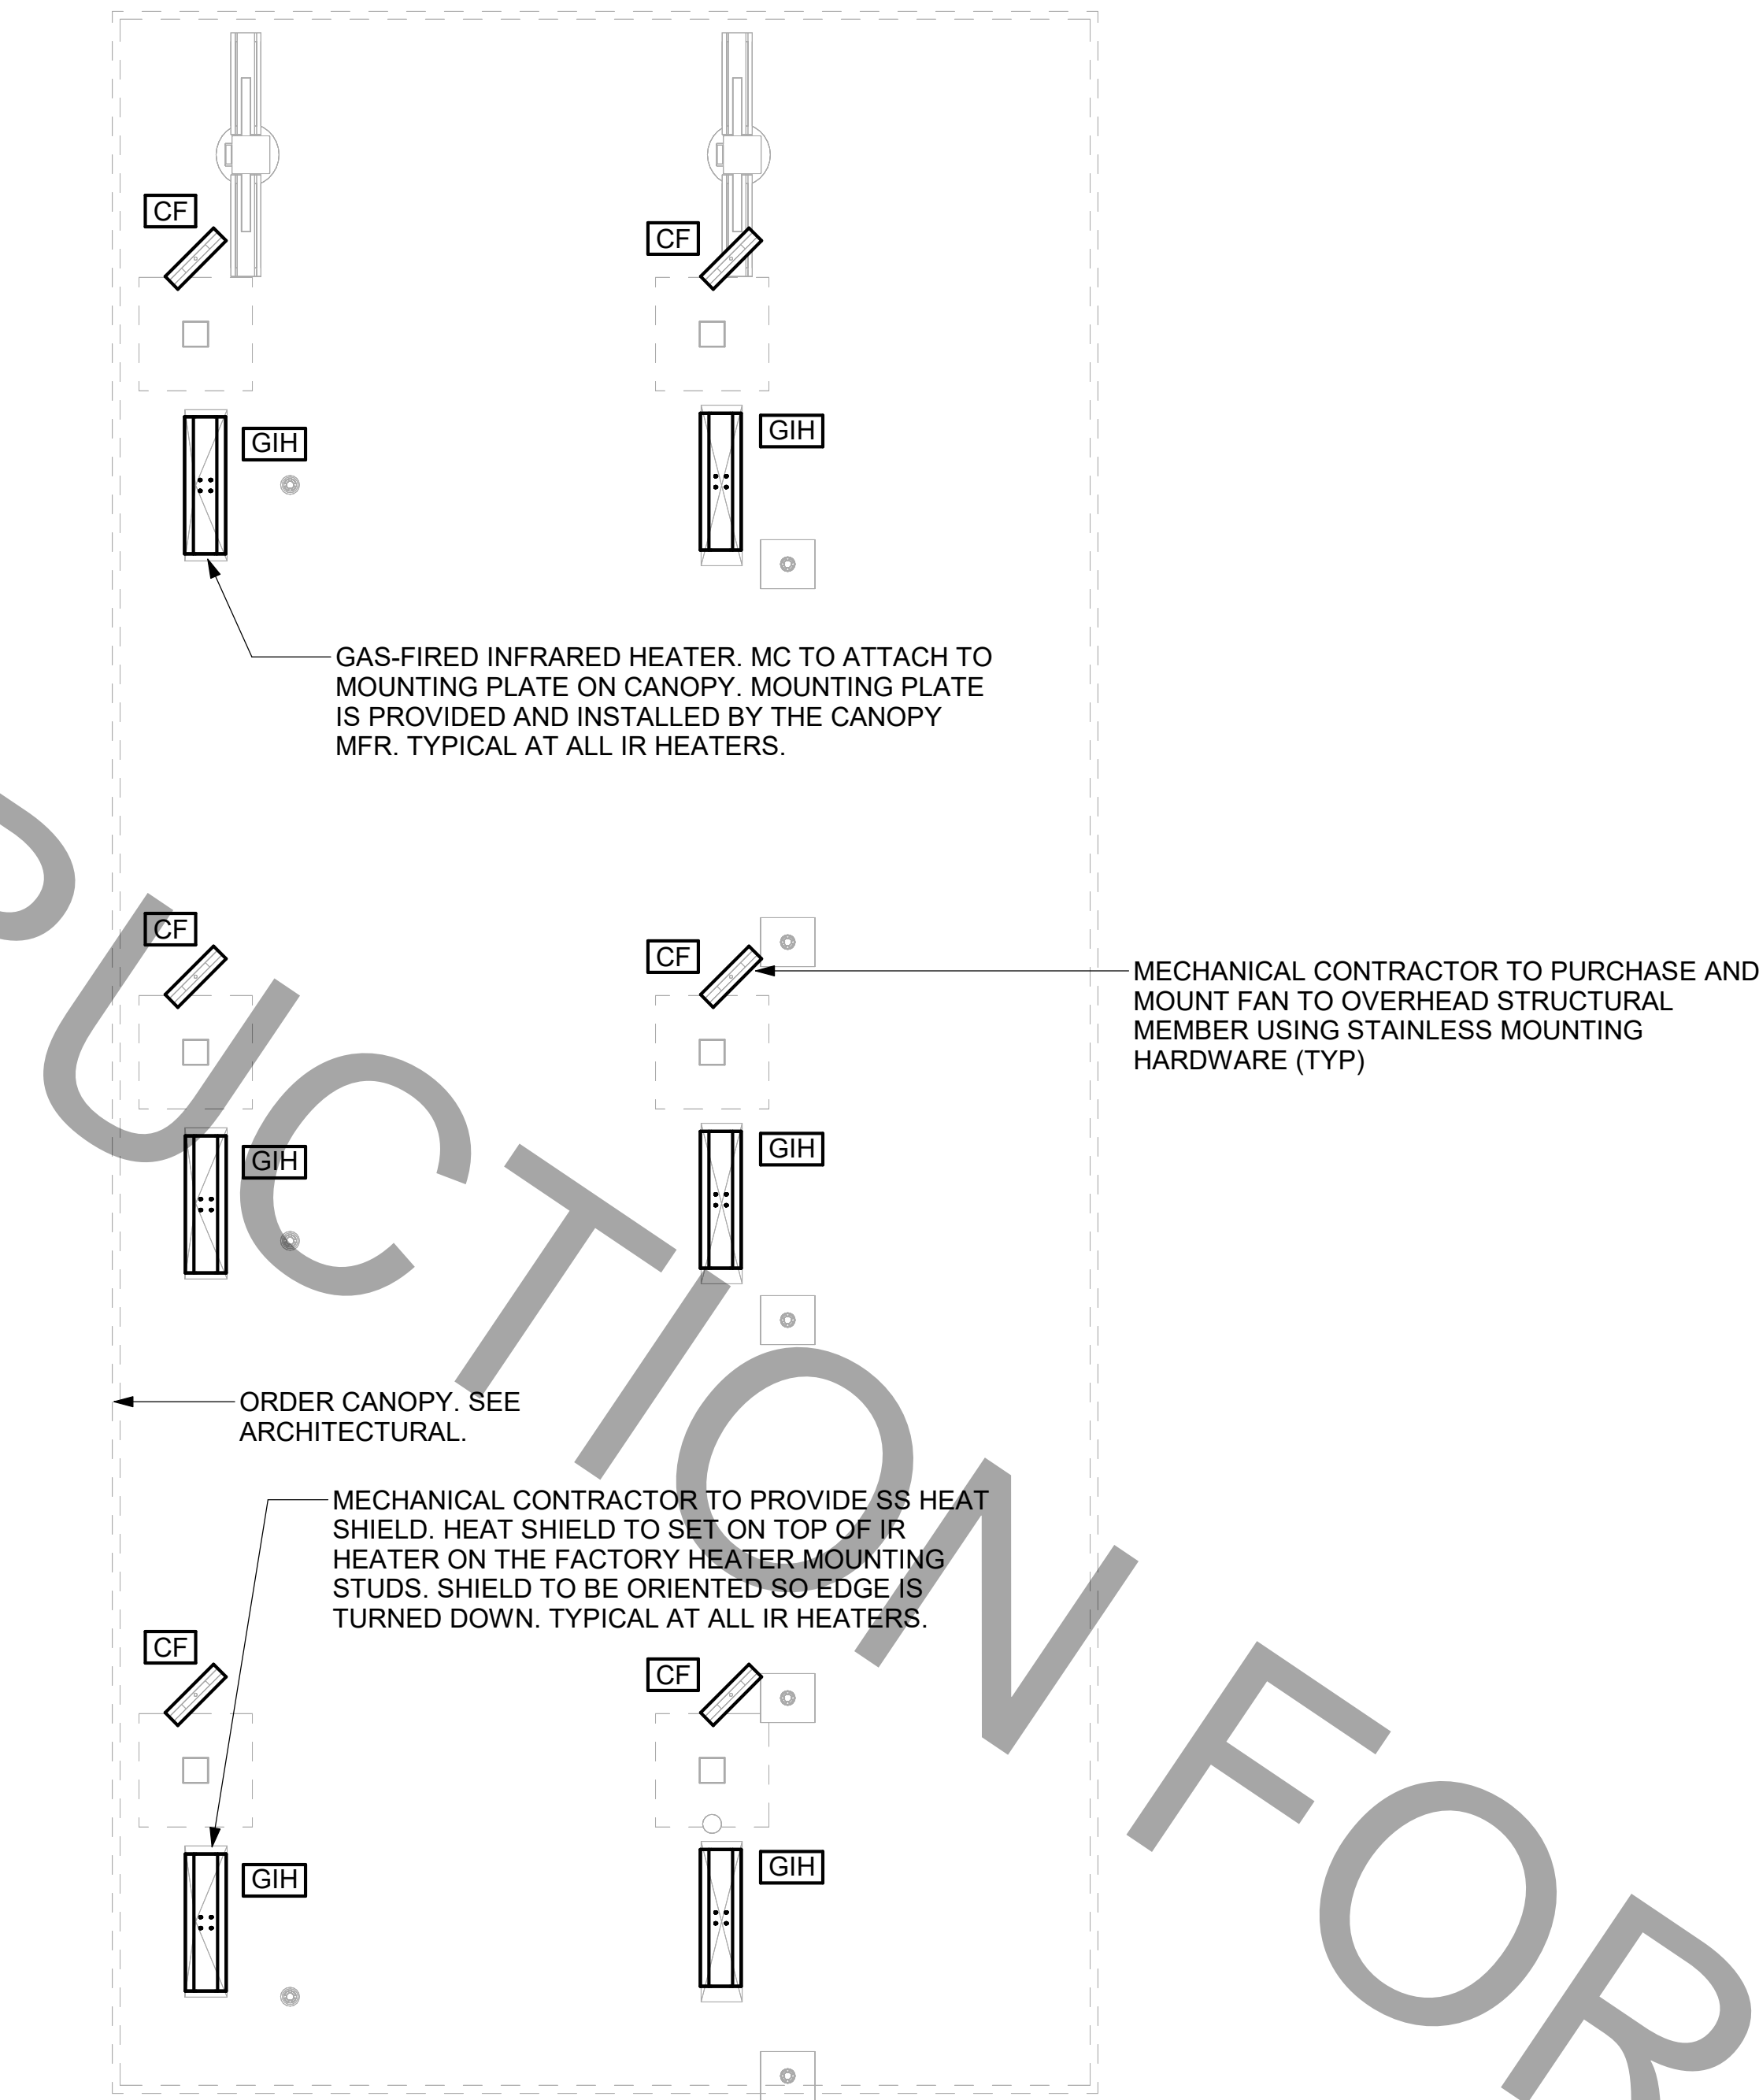 CF
CF
GIH
GIH
GAS-FIRED INFRARED HEATER. MC TO ATTACH TO
MOUNTING PLATE ON CANOPY. MOUNTING PLATE
IS PROVIDED AND INSTALLED BY THE CANOPY
MFR. TYPICAL AT ALL IR HEATERS.
CF
CF
MECHANICAL CONTRACTOR TO PURCHASE AND
MOUNT FAN TO OVERHEAD STRUCTURAL
MEMBER USING STAINLESS MOUNTING
HARDWARE (TYP)
GIH
GIH
ORDER CANOPY. SEE
ARCHITECTURAL.
MECHANICAL CONTRACTOR TO PROVIDE SS HEAT
SHIELD. HEAT SHIELD TO SET ON TOP OF IR
HEATER ON THE FACTORY HEATER MOUNTING
STUDS. SHIELD TO BE ORIENTED SO EDGE IS
TURNED DOWN. TYPICAL AT ALL IR HEATERS.
CF
CF
GIH
GIH
UCTION FOR